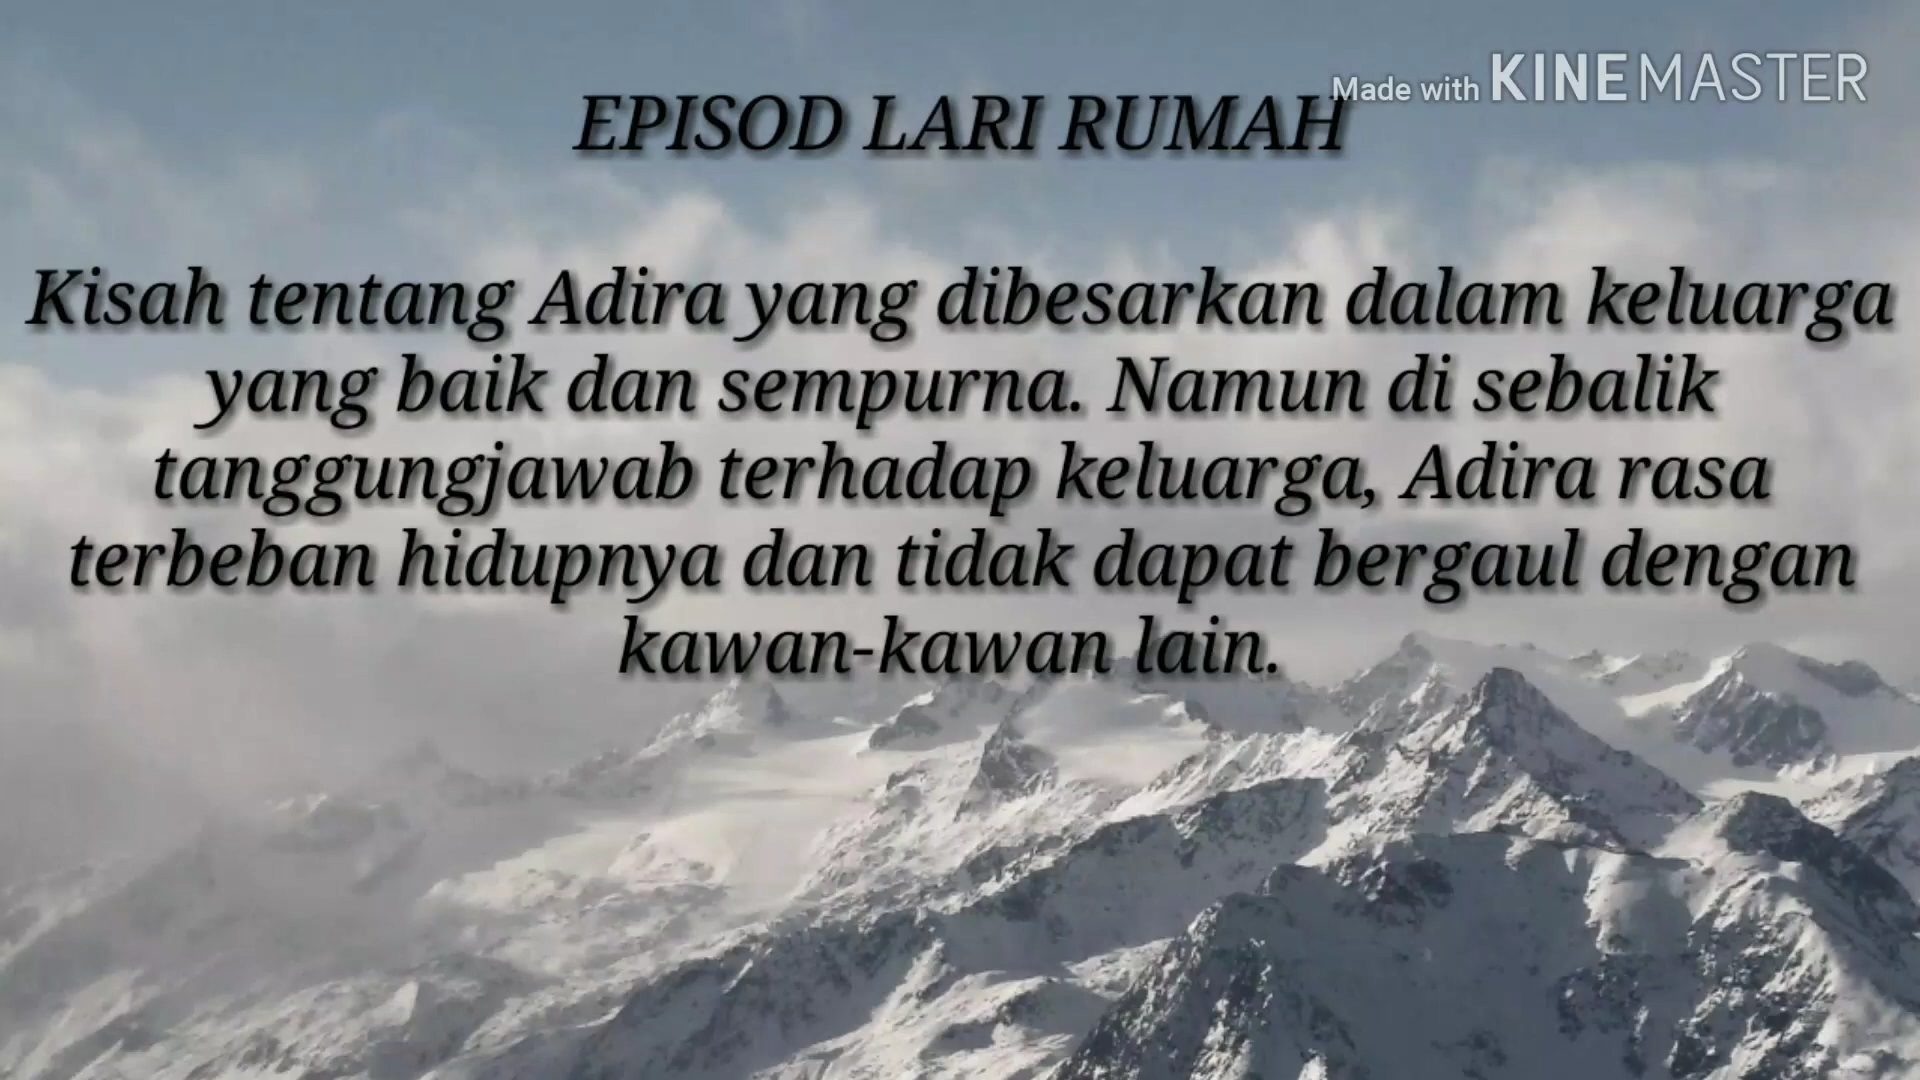 Made with KINEMASTER
EPISOD LARI RUMAH
Kisah tentang Adira yang dibesarkan dalam keluarga
yang baik dan sempurna. Namun di sebalik
tanggungjawab terhadap keluarga, Adira rasa
terbeban hidupnya dan tidak dapat bergaul dengan
kawan-kawan lain.